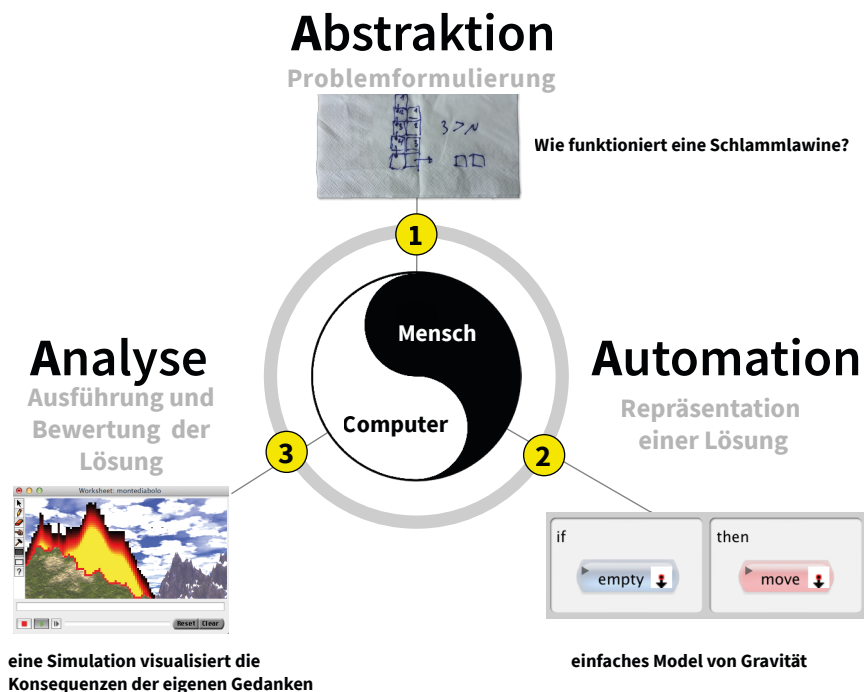 Abstraktion
Problemformulierung
3 > N
Wie funktioniert eine Schlammlawine?
1
Mensch
Computer
Analyse
Ausführung und
Bewertung der
Lösung
3
Automation
Repräsentation
einer Lösung
2
Worksheet: montediabolo
?
Reset Clear
if
then
empty
move
eine Simulation visualisiert die
Konsequenzen der eigenen Gedanken
einfaches Model von Gravität